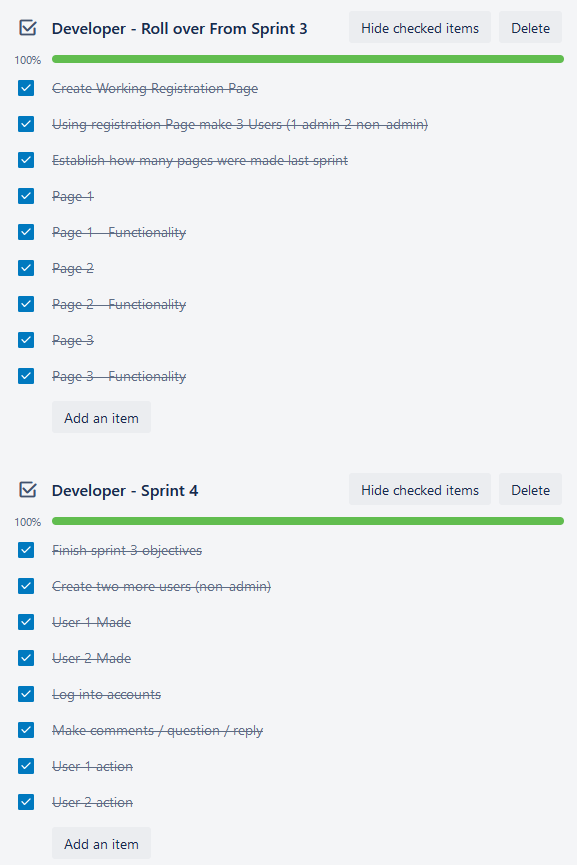 Developer - Roll over From Sprint 3 Hide checked items Delete
100%
Create Working Registration Page
Using registration Page make 3 Users (1 admin 2 non-admin)
Establish how many pages were made last sprint
Page 1
Page 1 - Functionality
Page 2
Page 2 - Functionality
Page 3
Page 3 - Functionality
Add an item
Developer - Sprint 4 Hide checked items Delete
100%
Finish sprint 3 objectives
Create two more users (non-admin)
User 1 Made
User 2 Made
Log into accounts
Make comments / question / reply
User 1 action
User 2 action
Add an item